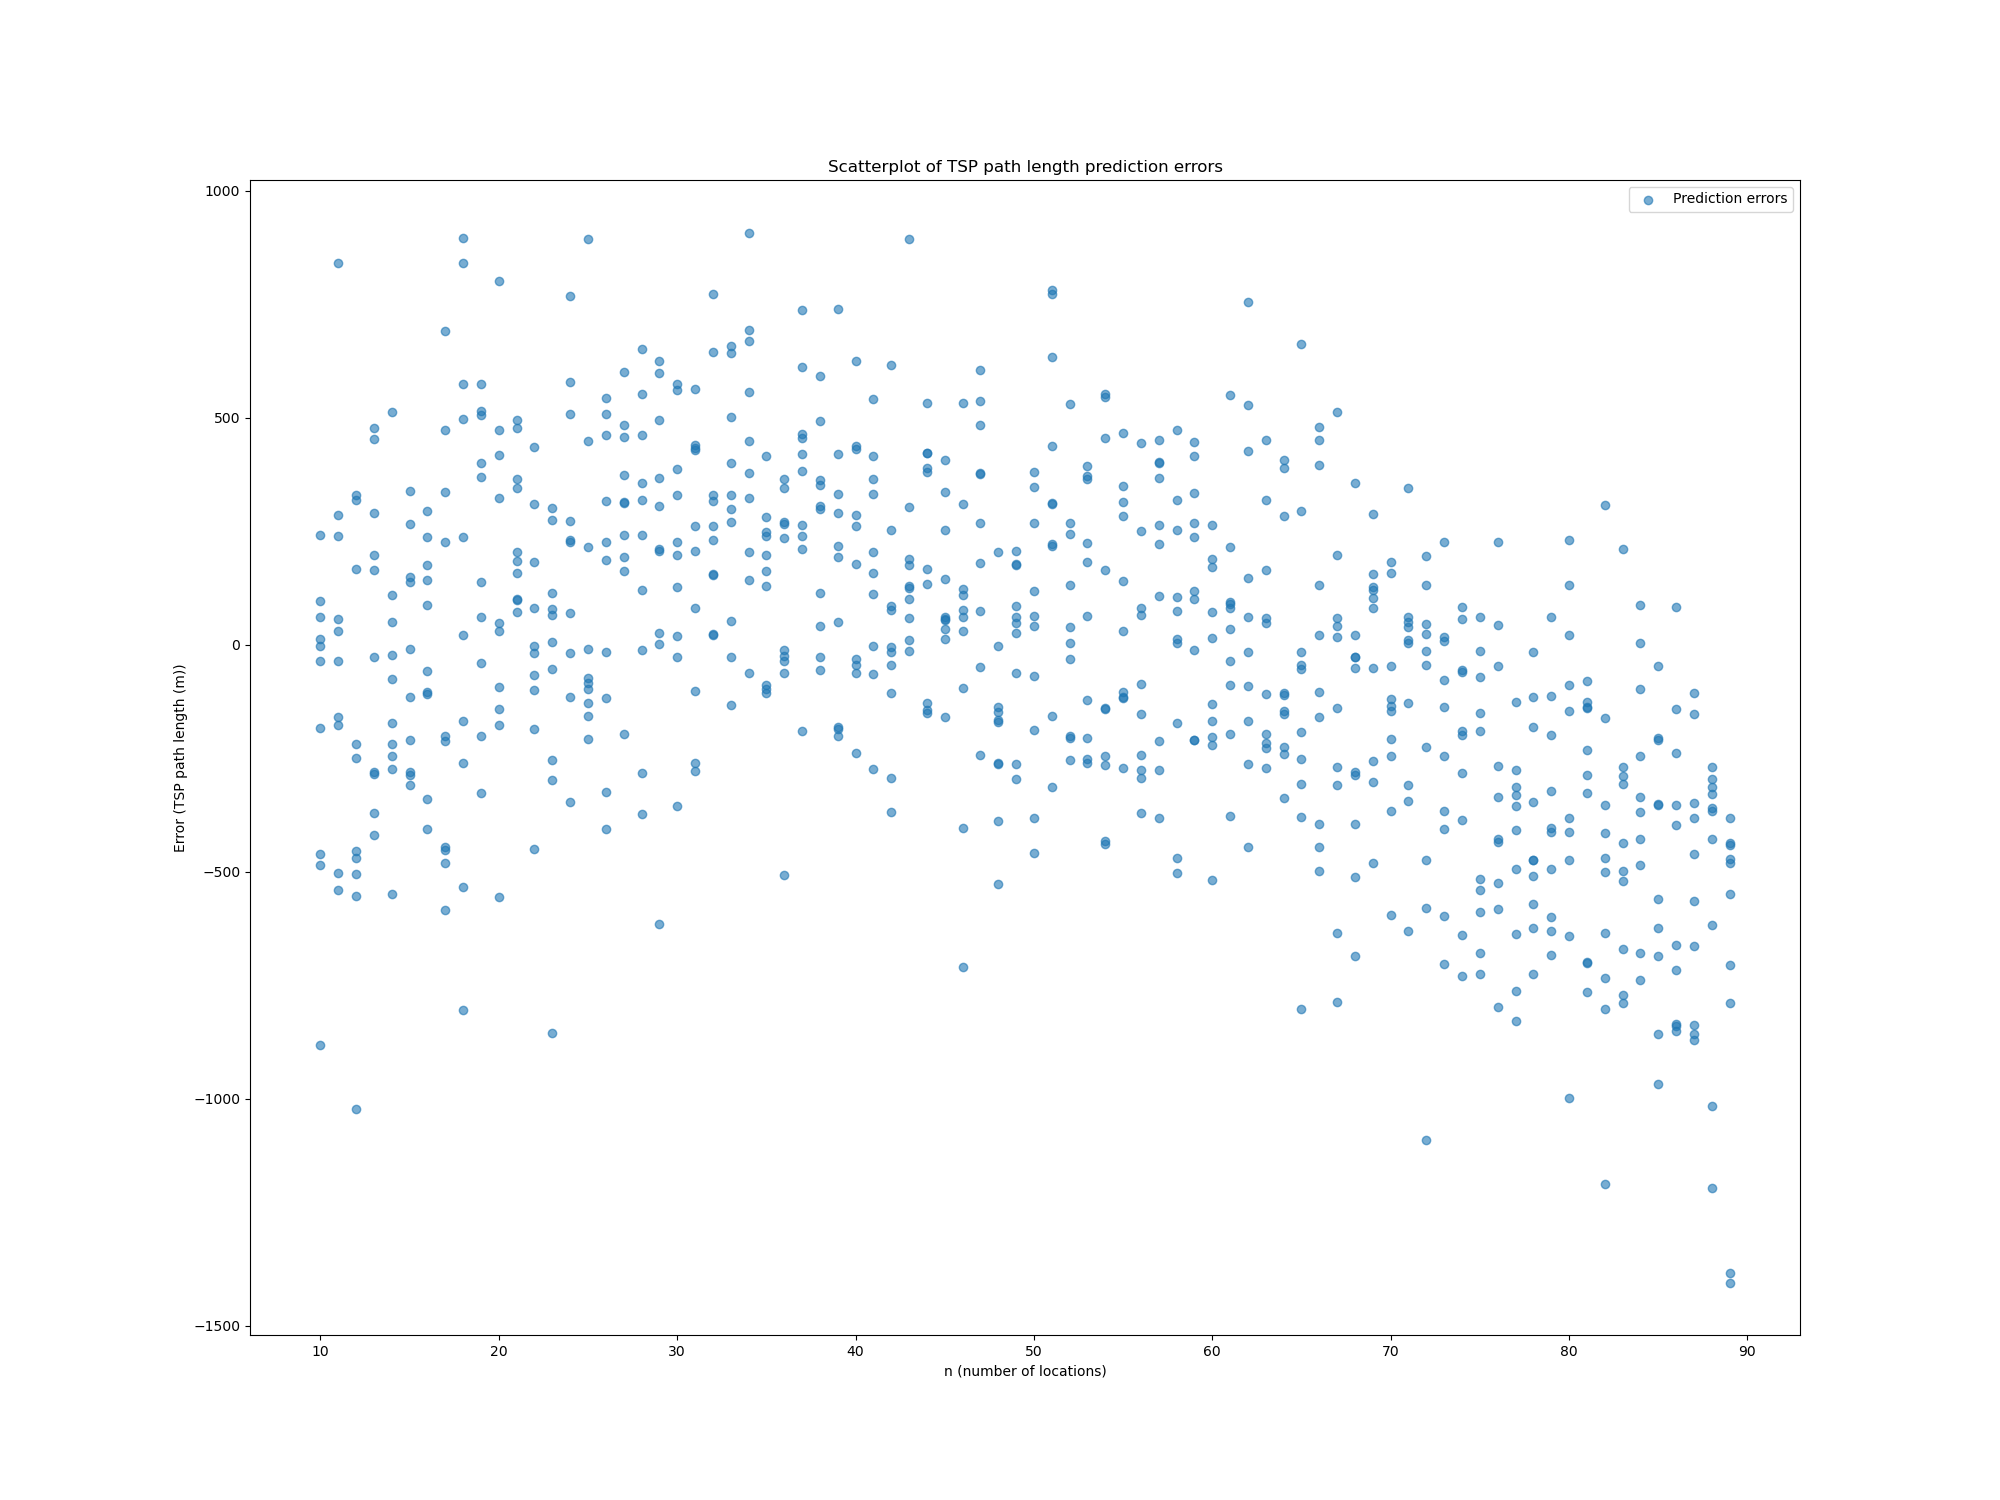 Scatterplot of TSP path length prediction errors
Prediction errors
1000
500
0
−500
−1000
−1500
Error (TSP path length (m))
10 20 30 40 50 60 70 80 90
n (number of locations)